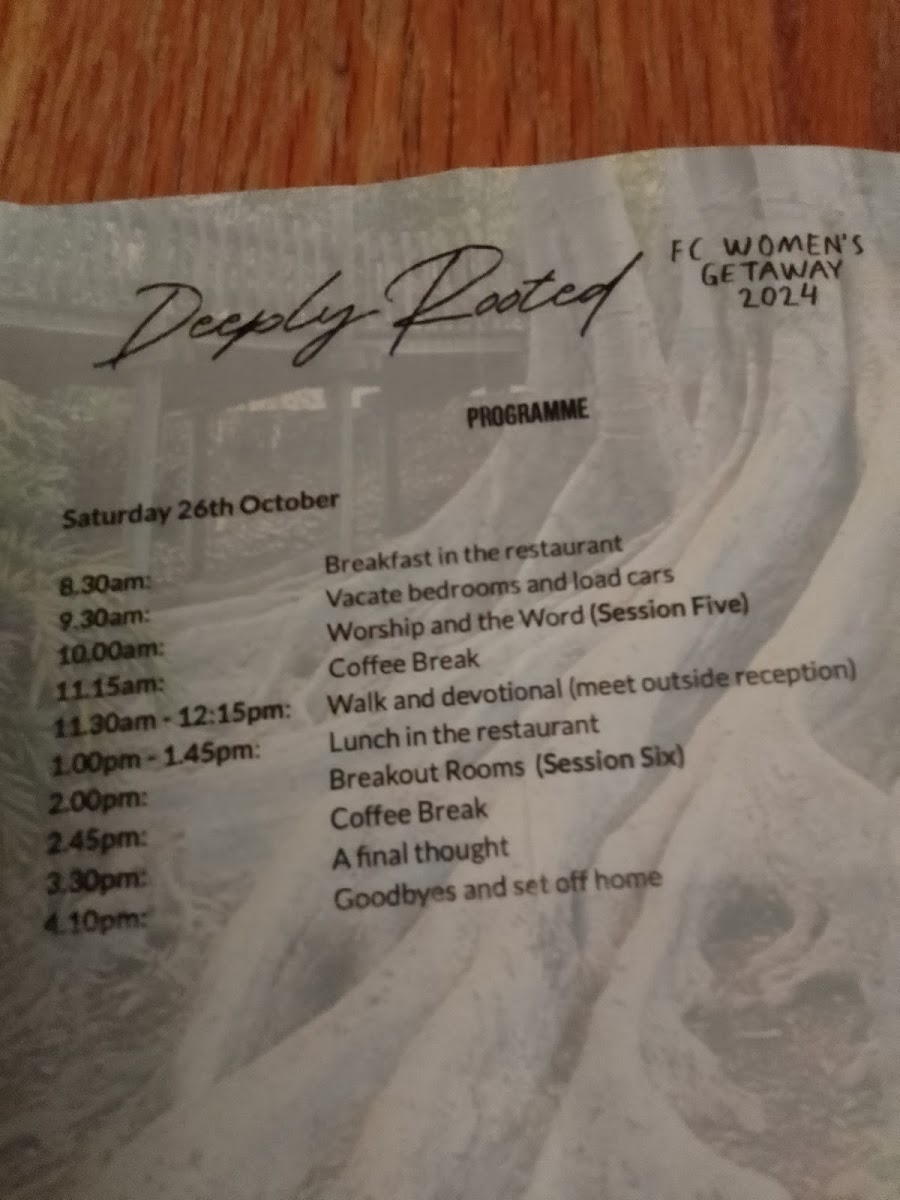 Deeply Rooted
FC WOMEN'S
GETAWAY
2024
PROGRAMME
Saturday 26th October
8.30am: Breakfast in the restaurant
9.30am: Vacate bedrooms and load cars
10.00am: Worship and the Word (Session Five)
11.15am: Coffee Break
11.30am - 12:15pm: Walk and devotional (meet outside reception)
1.00pm - 1.45pm: Lunch in the restaurant
2.00pm: Breakout Rooms (Session Six)
2.45pm: Coffee Break
3.30pm: A final thought
4.10pm: Goodbyes and set off home